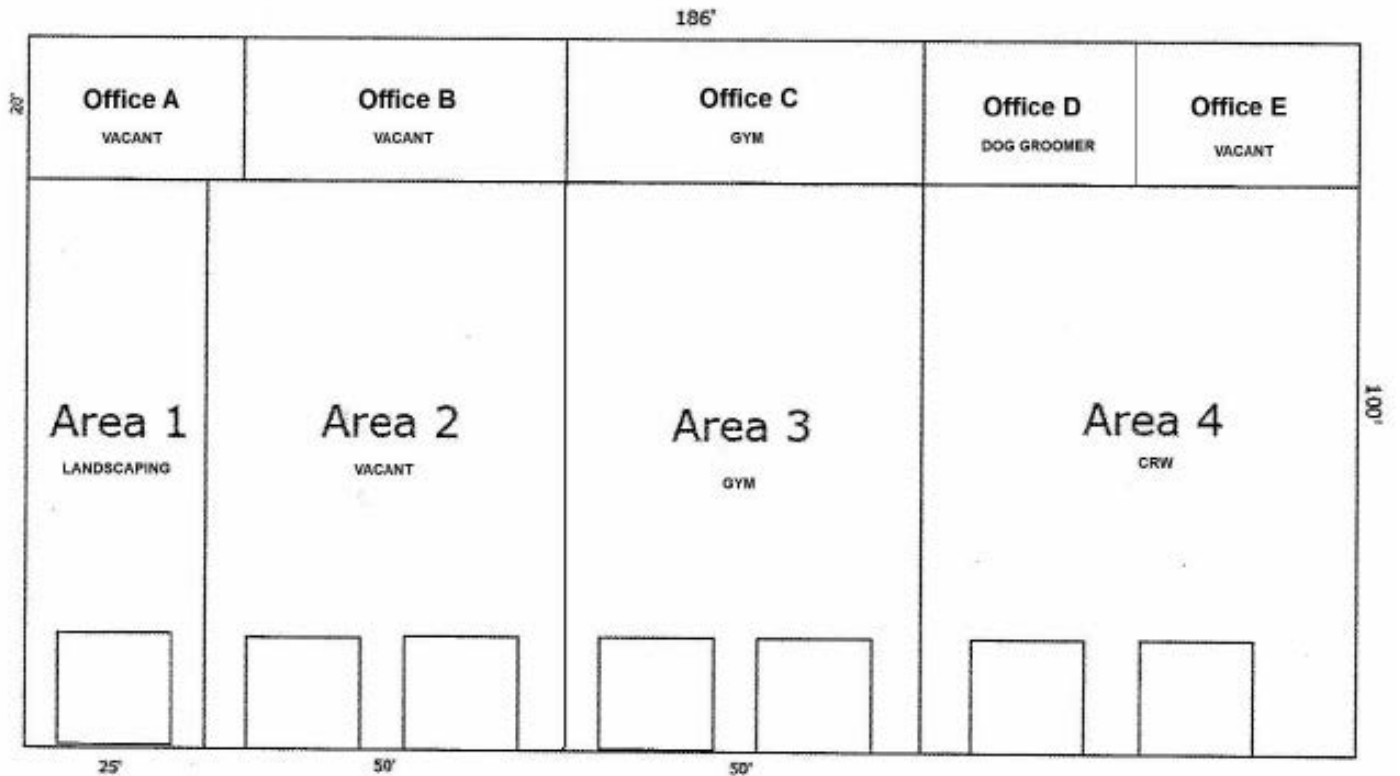 186'
20'
Office A
VACANT
Office B
VACANT
Office C
GYM
Office D
DOG GROOMER
Office E
VACANT
Area 1
LANDSCAPING
Area 2
VACANT
Area 3
GYM
Area 4
CRW
100'
25'
50'
50'